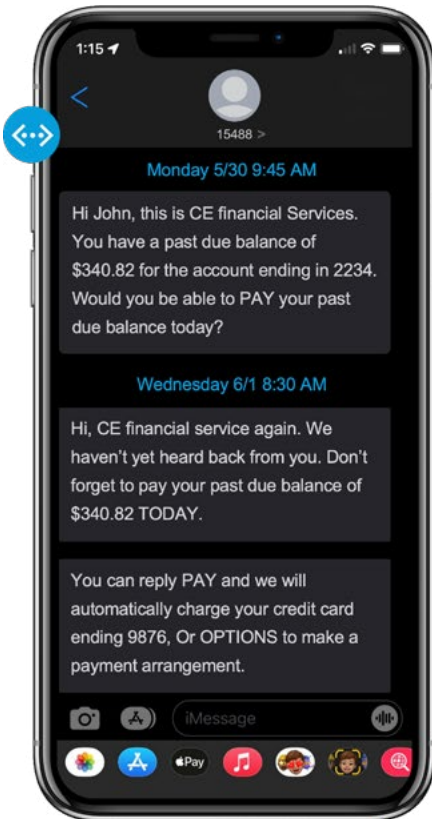 1:15
15488 >
Monday 5/30 9:45 AM
Hi John, this is CE financial Services.
You have a past due balance of
$340.82 for the account ending in 2234.
Would you be able to PAY your past
due balance today?
Wednesday 6/1 8:30 AM
Hi, CE financial service again. We
haven't yet heard back from you. Don't
forget to pay your past due balance of
$340.82 TODAY.
You can reply PAY and we will
automatically charge your credit card
ending 9876, Or OPTIONS to make a
payment arrangement.
iMessage
Pay